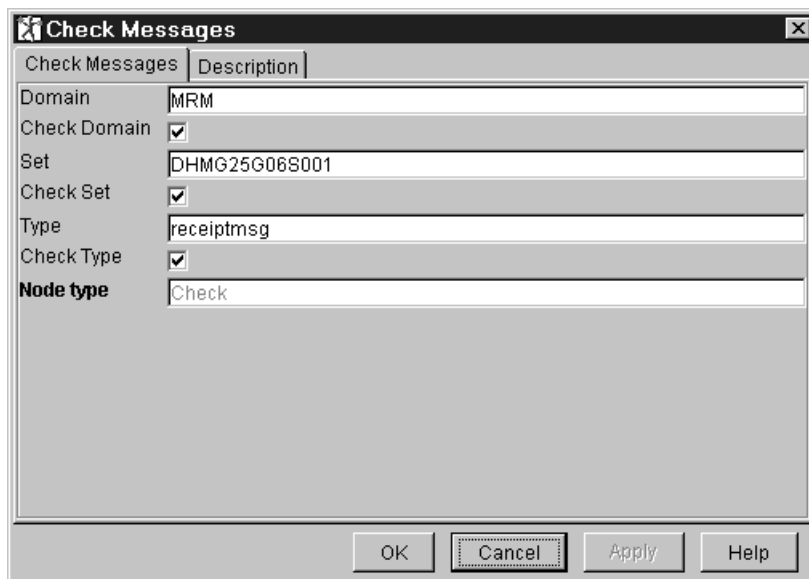 Check Messages
Check Messages Description
Domain MRM
Check Domain
Set DHMG25G06S001
Check Set
Type receiptmsg
Check Type
Node type Check
OK Cancel Apply Help